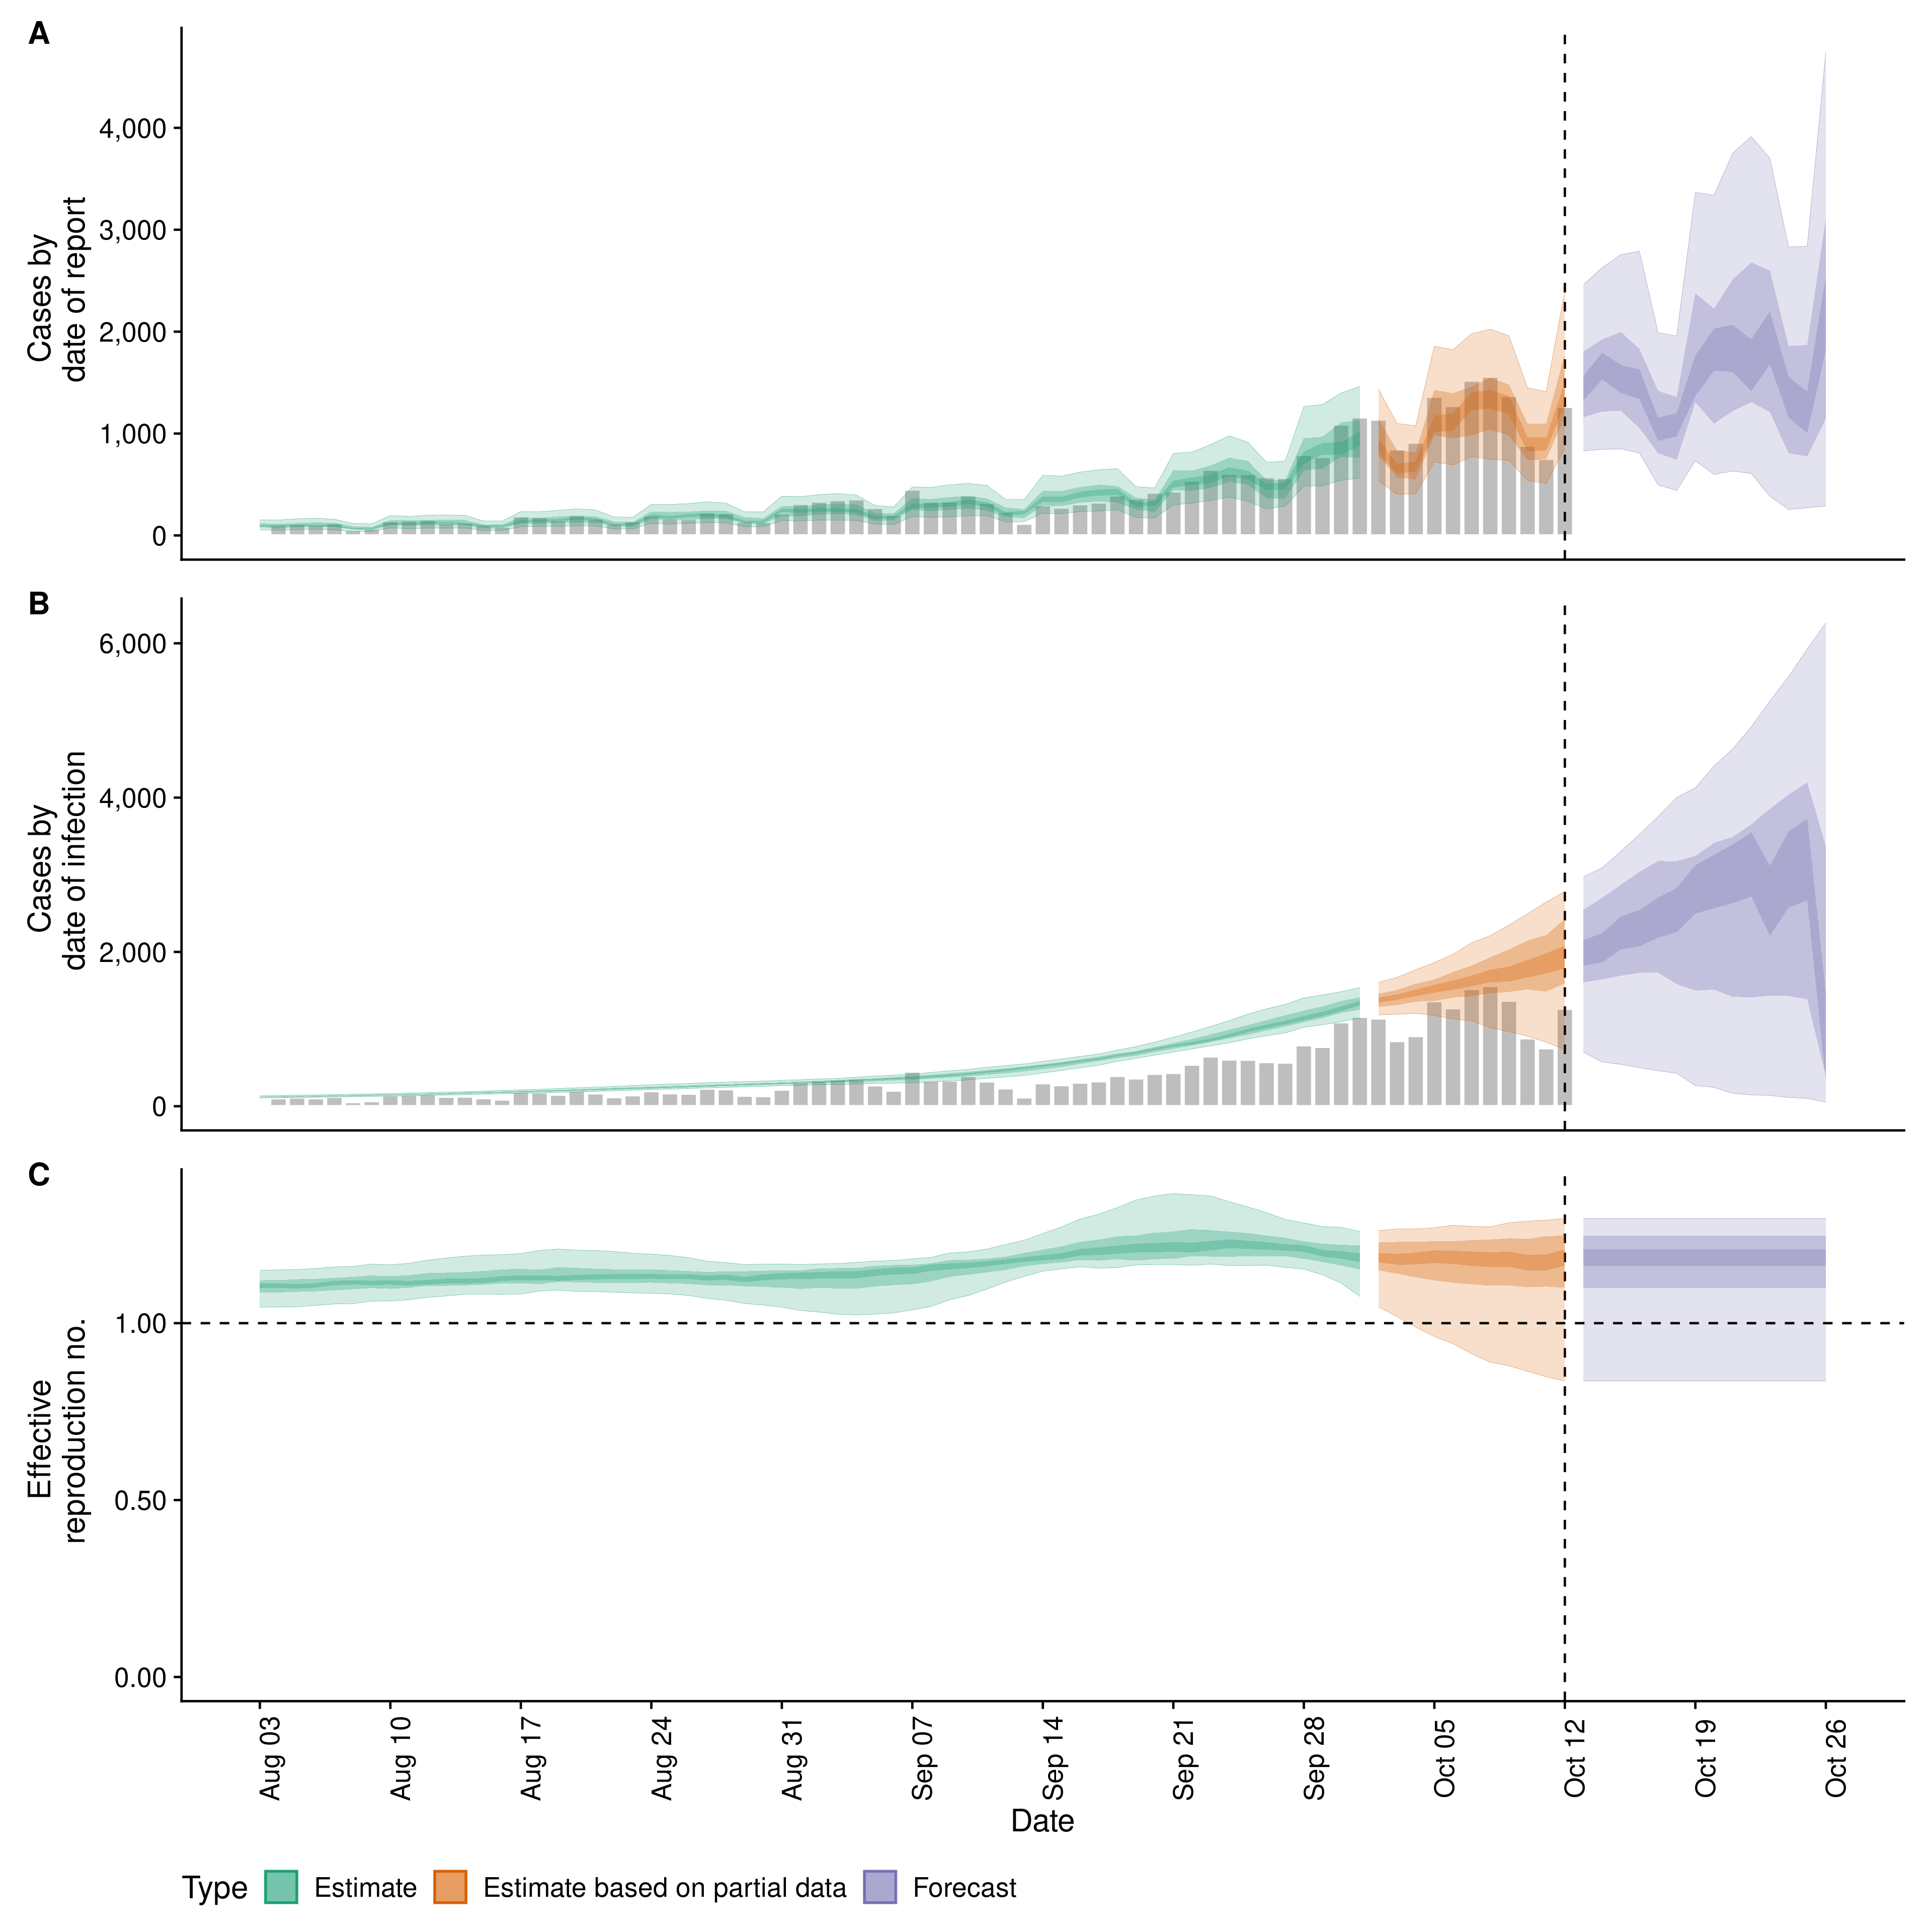 A
Cases by
date of report
4,000
3,000
2,000
1,000
0
B
Cases by
date of infection
6,000
4,000
2,000
0
C
Effective
reproduction no.
1.00
0.50
0.00
Aug 03
Aug 10
Aug 17
Aug 24
Aug 31
Sep 07
Sep 14
Sep 21
Sep 28
Oct 05
Oct 12
Oct 19
Oct 26
Date
Type Estimate Estimate based on partial data Forecast